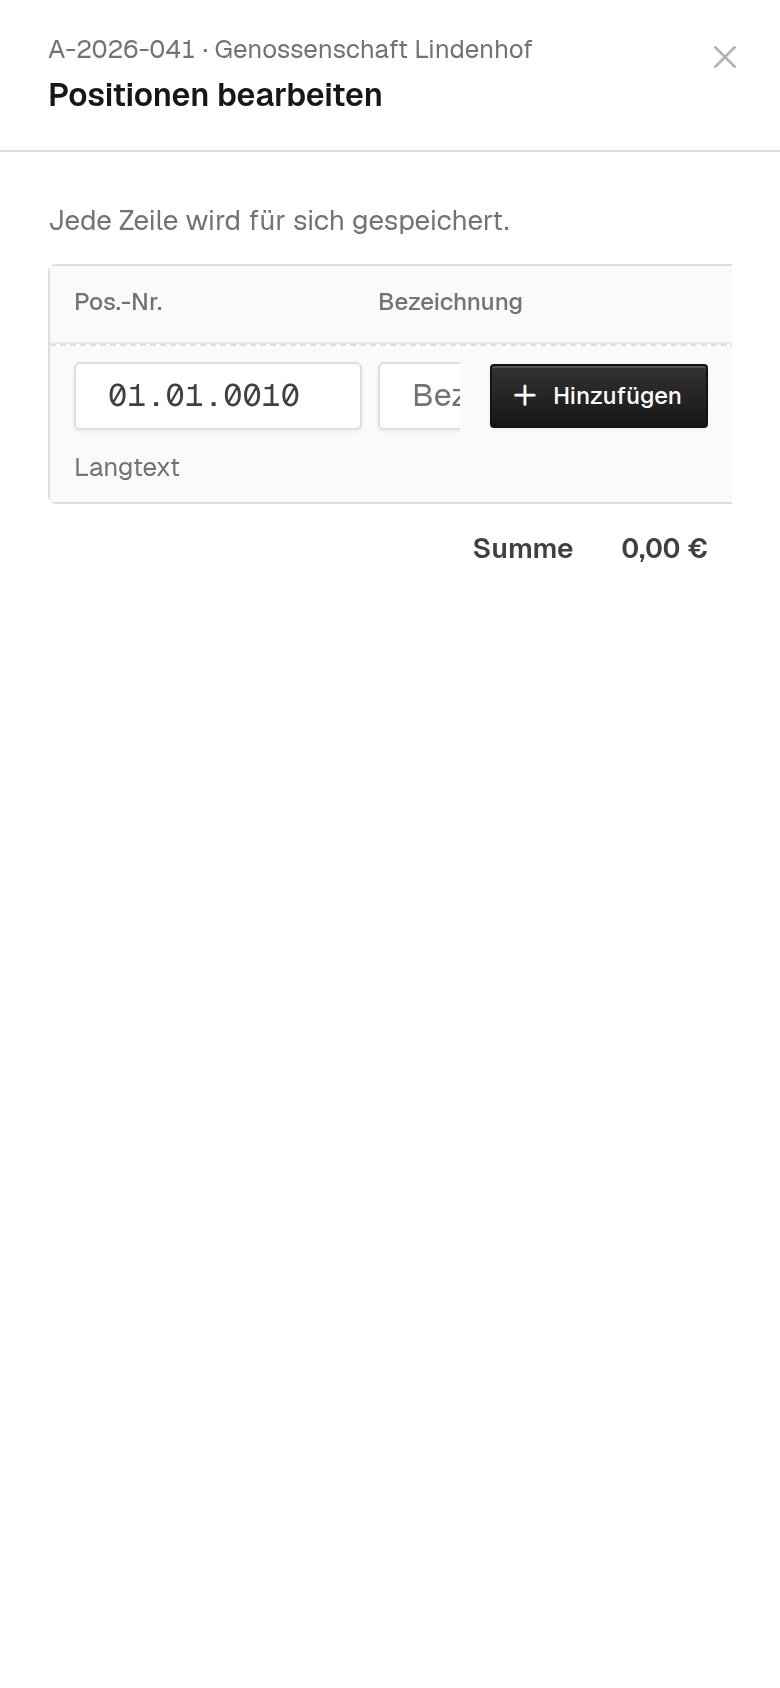 A-2026-041 · Genossenschaft Lindenhof
Positionen bearbeiten
Jede Zeile wird für sich gespeichert.
Pos.-Nr. Bezeichnung
01.01.0010 Bez + Hinzufügen
Langtext
Summe 0,00 €